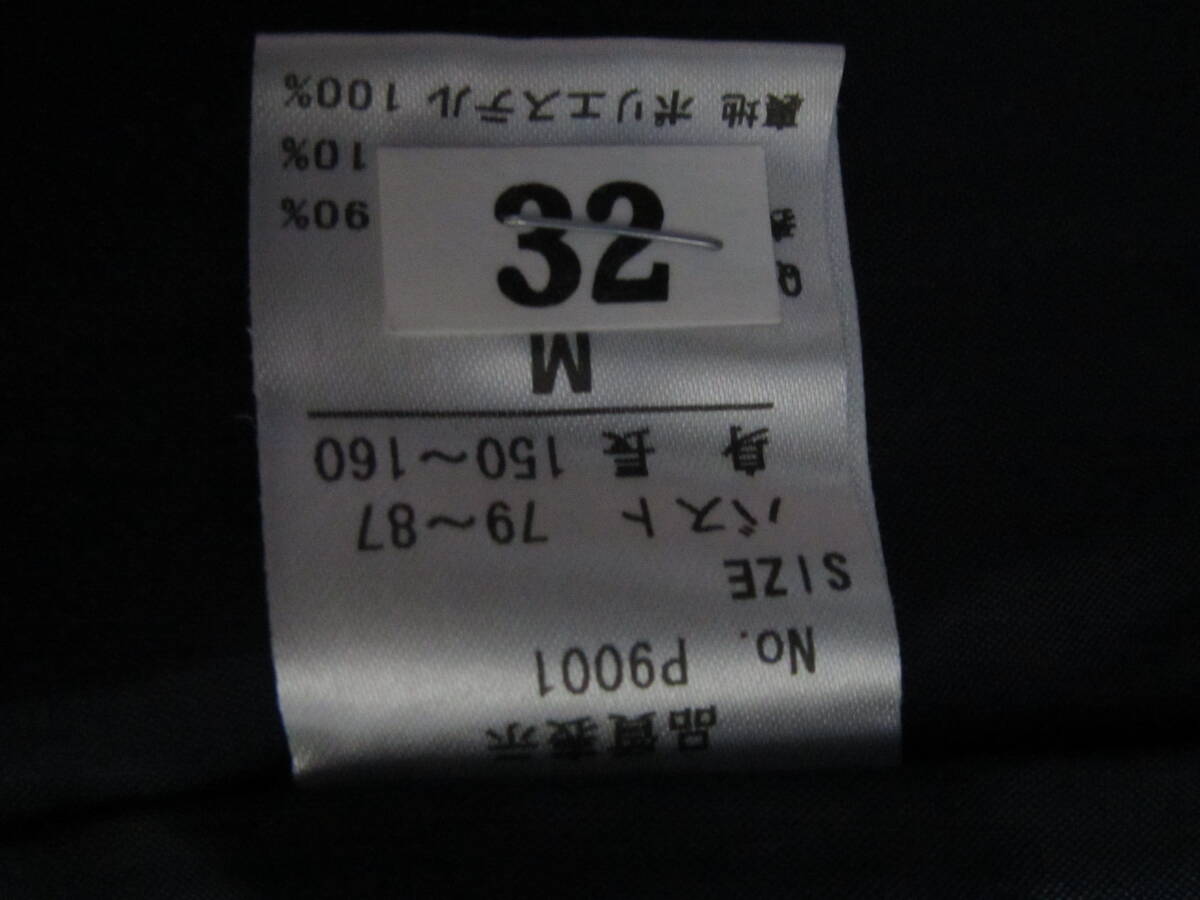 品質表示
No. P9001
SIZE
バスト 79～87
身 長 150～160
M
32
90%
10%
裏地 ポリエステル 100%